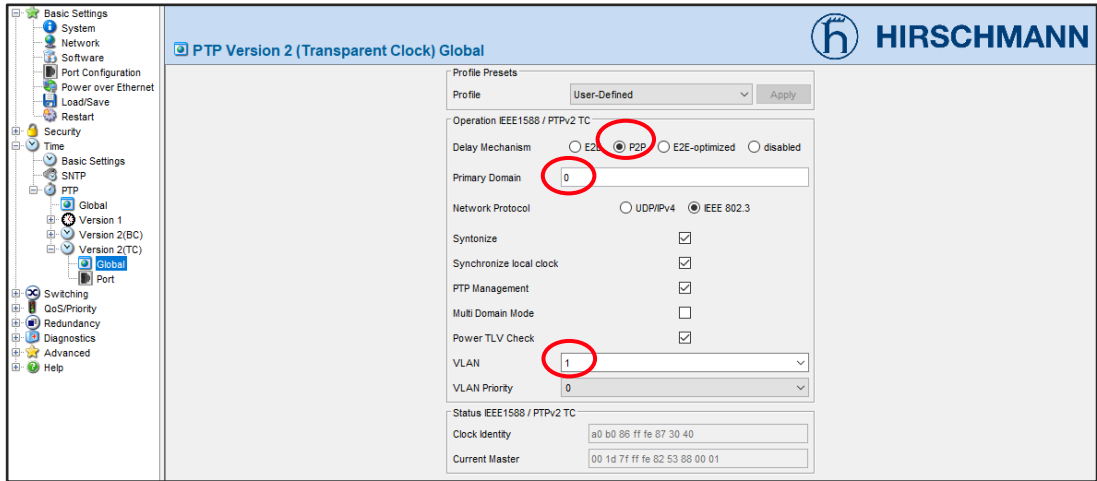 Basic Settings
System
Network
Software
Port Configuration
Power over Ethernet
Load/Save
Restart
Security
Time
Basic Settings
SNTP
PTP
Global
Version 1
Version 2(BC)
Version 2(TC)
Global
Port
Switching
QoS/Priority
Redundancy
Diagnostics
Advanced
Help
PTP Version 2 (Transparent Clock) Global
HIRSCHMANN
Profile Presets
Profile User-Defined Apply
Operation IEEE1588 / PTPv2 TC
Delay Mechanism E2E P2P E2E-optimized disabled
Primary Domain 0
Network Protocol UDP/IPv4 IEEE 802.3
Syntonize
Synchronize local clock
PTP Management
Multi Domain Mode
Power TLV Check
VLAN 1
VLAN Priority 0
Status IEEE1588 / PTPv2 TC
Clock Identity a0 b0 86 ff fe 87 30 40
Current Master 00 1d 7f ff fe 82 53 88 00 01